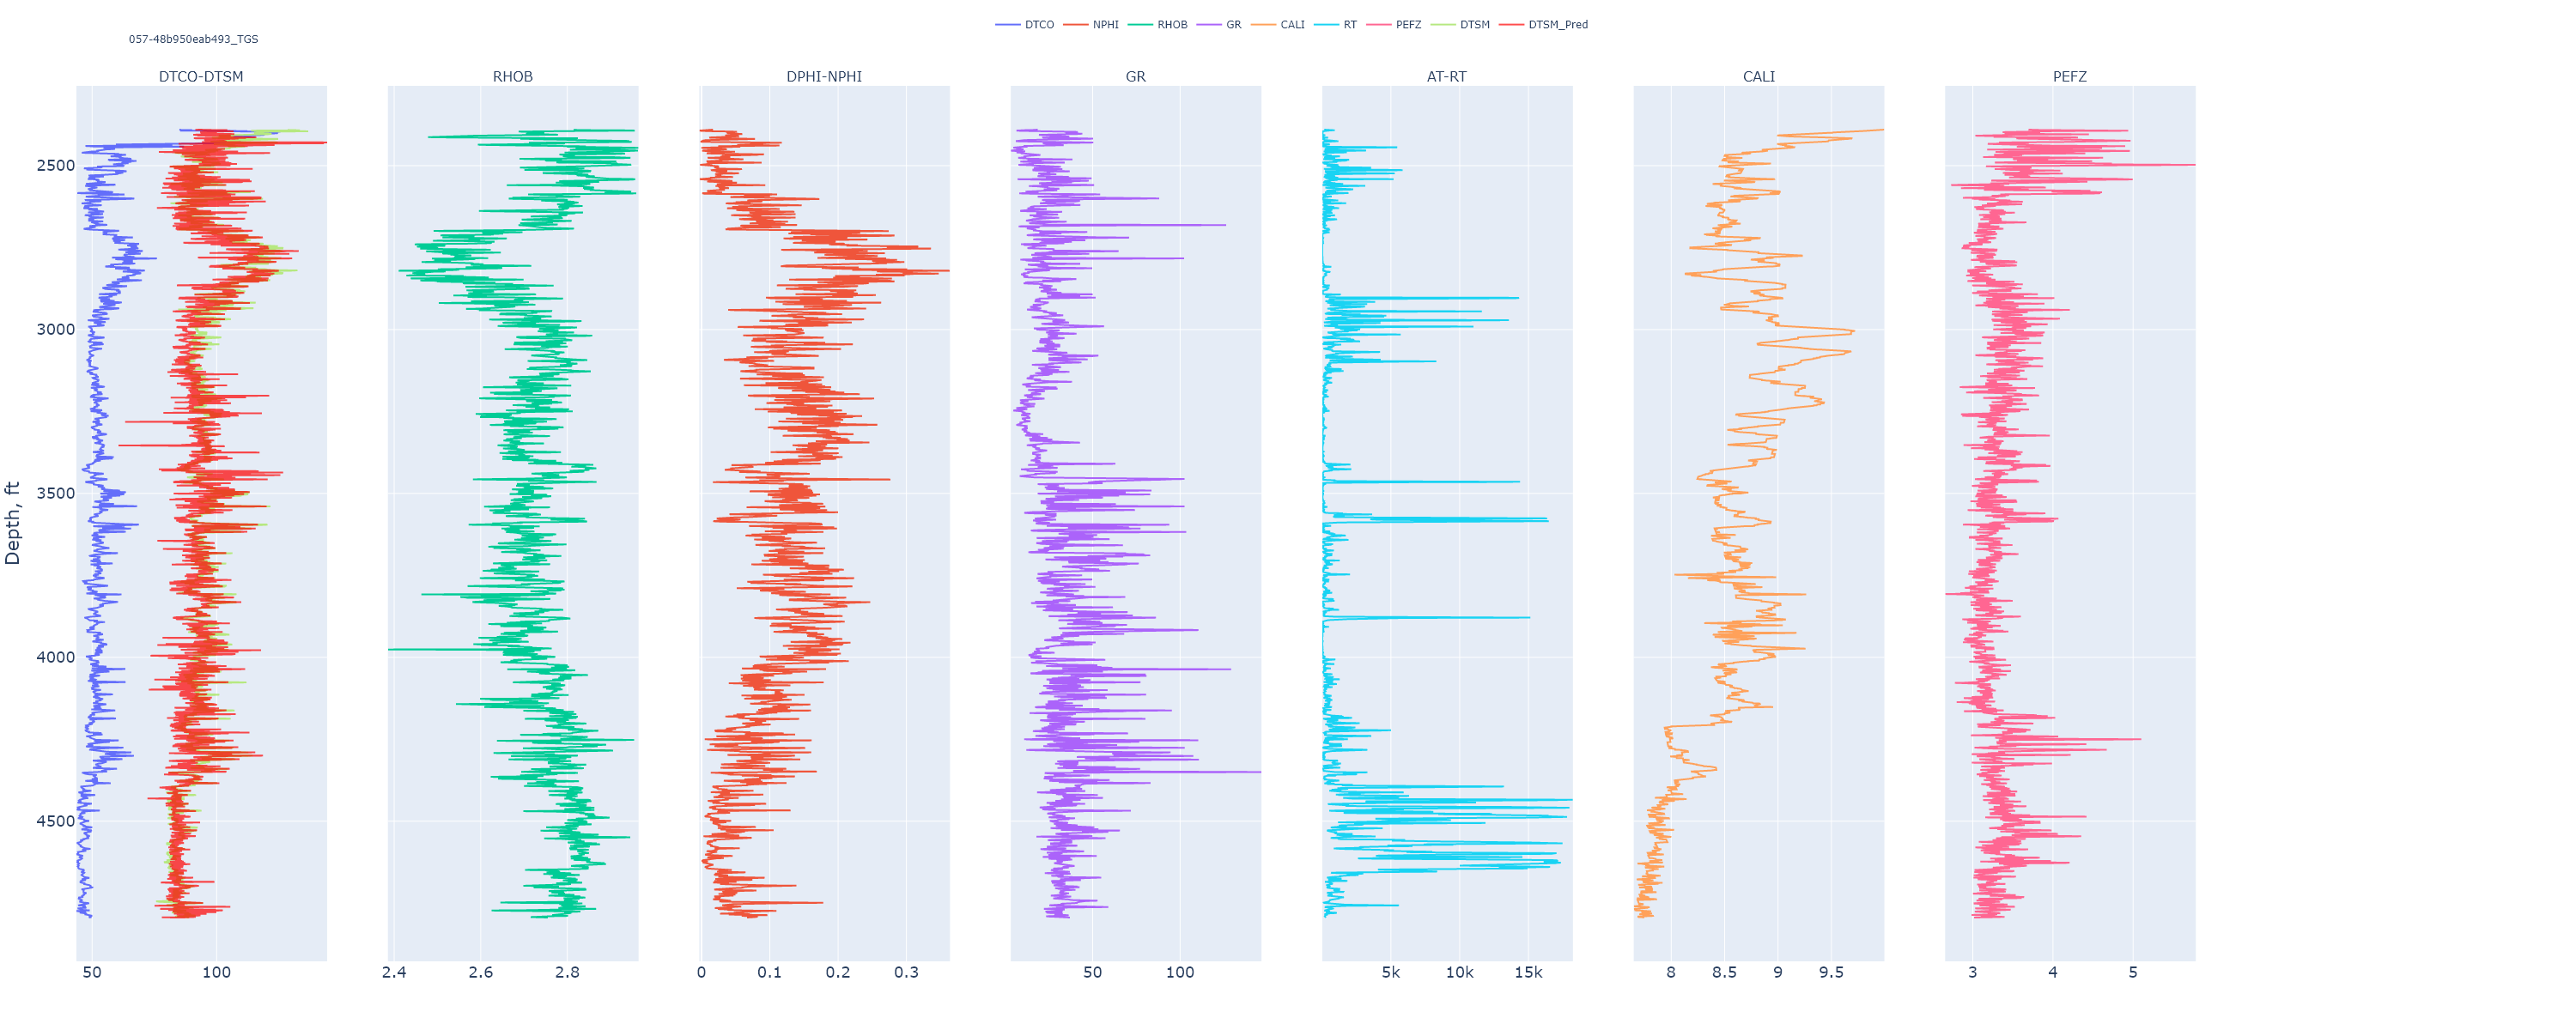 DTCO NPHI RHOB GR CALI RT PEFZ DTSM DTSM_Pred
057-48b950eab493_TGS
DTCO-DTSM RHOB DPHI-NPHI GR AT-RT CALI PEFZ
2500
3000
3500
4000
4500
Depth, ft
50 100 2.4 2.6 2.8 0 0.1 0.2 0.3 50 100 5k 10k 15k 8 8.5 9 9.5 3 4 5